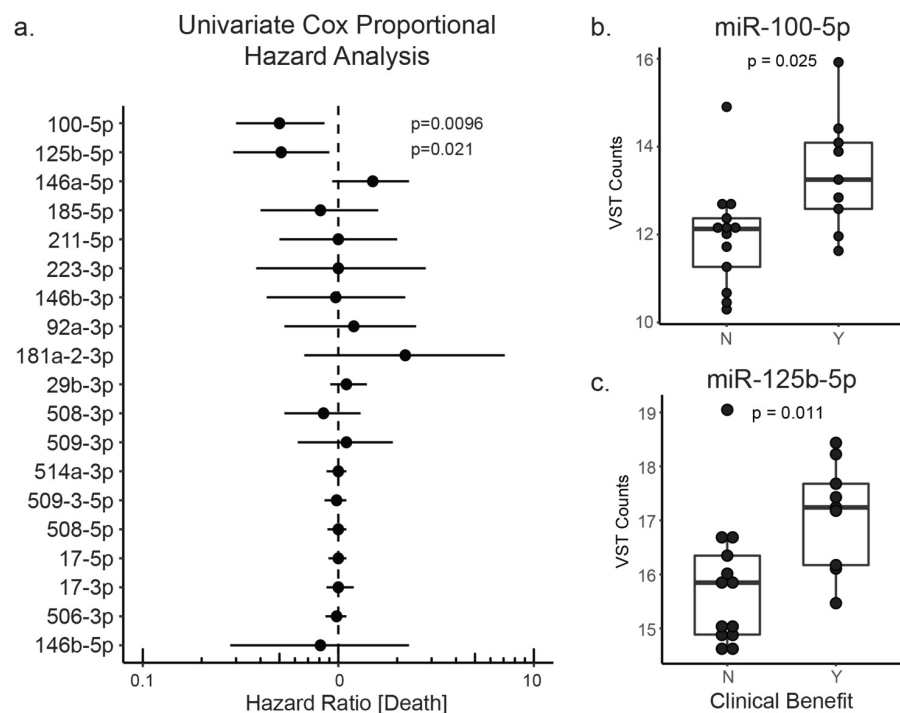 a.
Univariate Cox Proportional
Hazard Analysis
100-5p
p=0.0096
125b-5p
p=0.021
146a-5p
185-5p
211-5p
223-3p
146b-3p
92a-3p
181a-2-3p
29b-3p
508-3p
509-3p
514a-3p
509-3-5p
508-5p
17-5p
17-3p
506-3p
146b-5p
0.1
0
10
Hazard Ratio [Death]
b.
miR-100-5p
p = 0.025
16
14
12
10
VST Counts
N
Y
c.
miR-125b-5p
p = 0.011
19
18
17
16
15
VST Counts
N
Y
Clinical Benefit